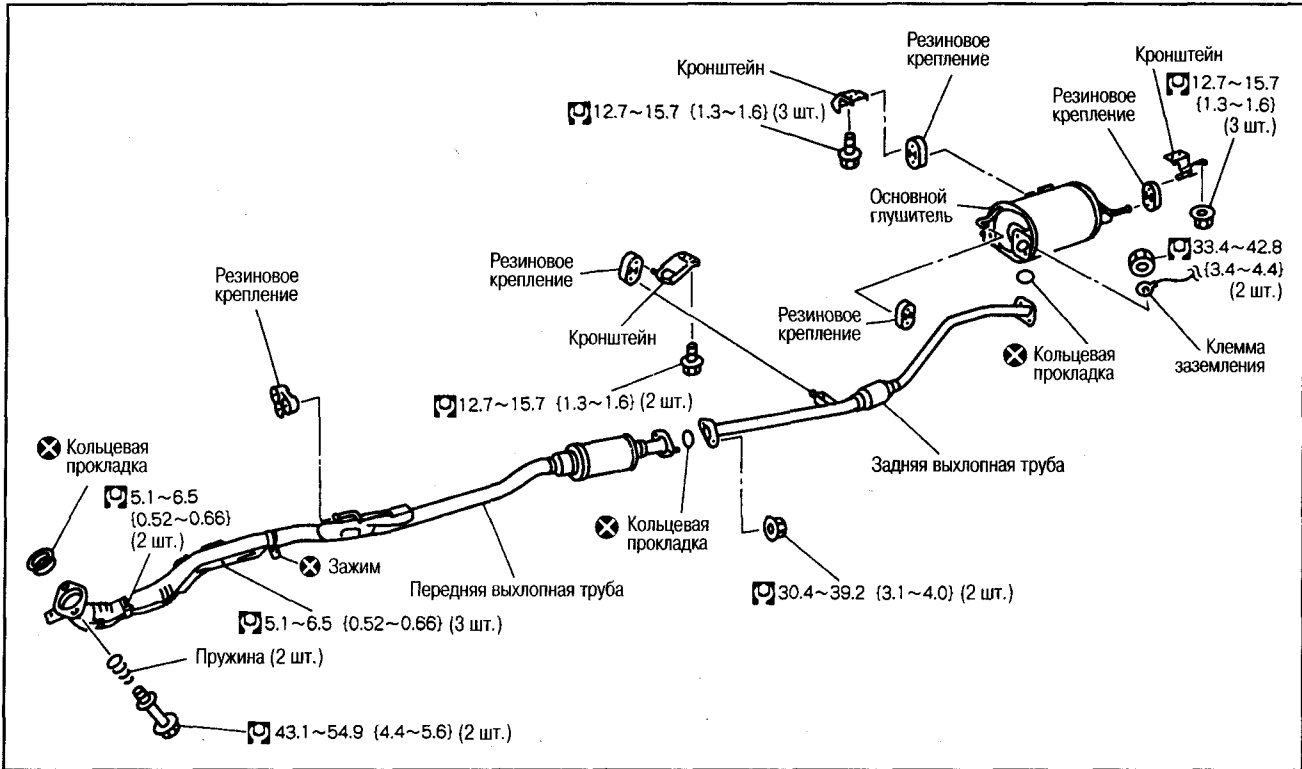 Резиновое
крепление
Кронштейн
12.7~15.7 {1.3~1.6} (3 шт.)
Кронштейн
12.7~15.7
{1.3~1.6}
(3 шт.)
Резиновое
крепление
Основной
глушитель
33.4~42.8
{3.4~4.4}
(2 шт.)
Резиновое
крепление
Кронштейн
Резиновое
крепление
Резиновое
крепление
Кольцевая
прокладка
Клемма
заземления
12.7~15.7 {1.3~1.6} (2 шт.)
Задняя выхлопная труба
Кольцевая
прокладка
5.1~6.5
{0.52~0.66}
(2 шт.)
Кольцевая
прокладка
Зажим
Передняя выхлопная труба
30.4~39.2 {3.1~4.0} (2 шт.)
5.1~6.5 {0.52~0.66} (3 шт.)
Пружина (2 шт.)
43.1~54.9 {4.4~5.6} (2 шт.)